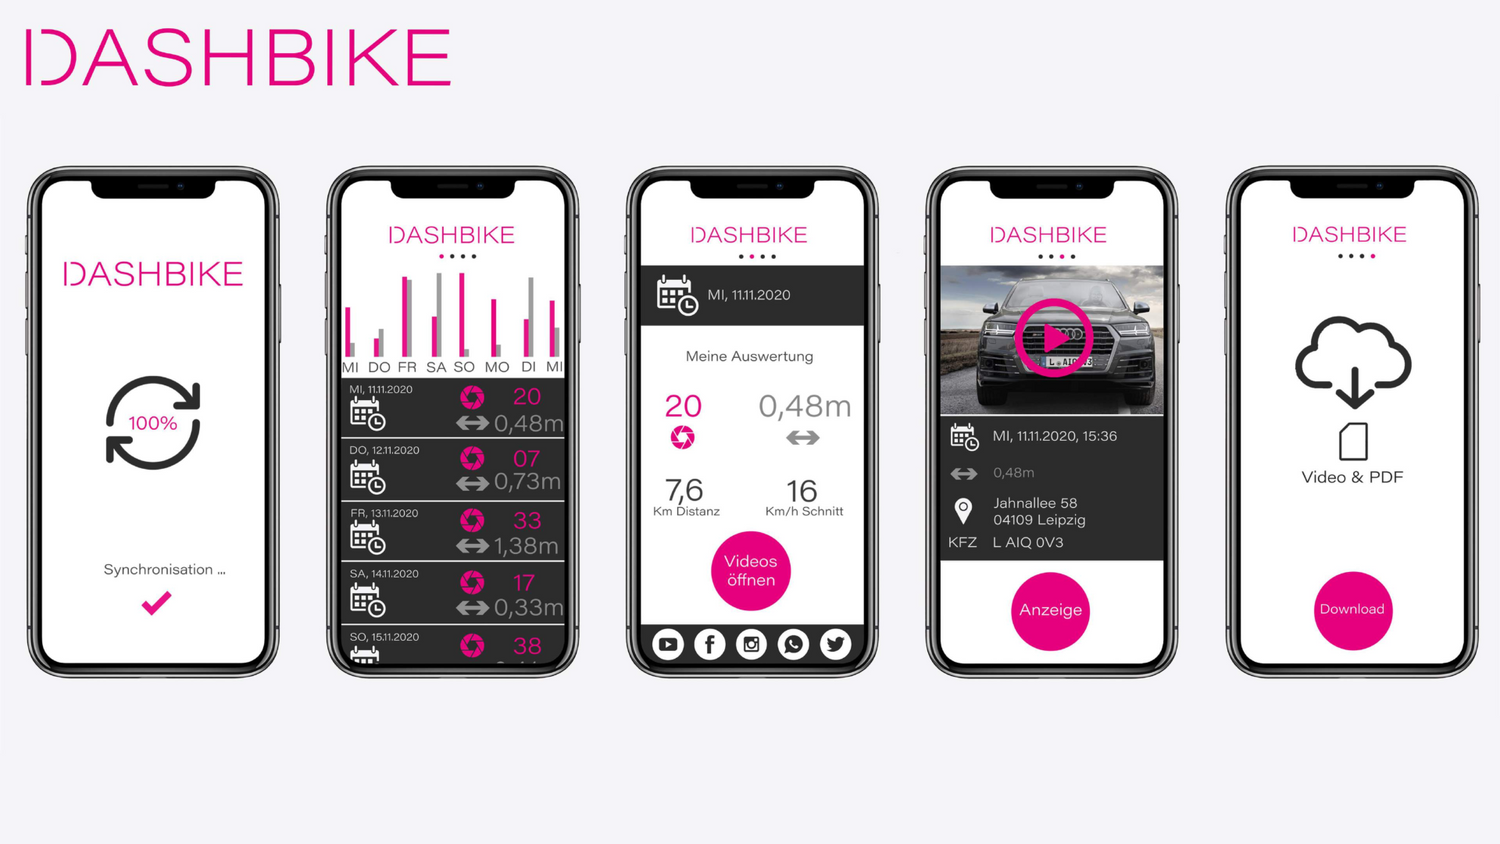 DASHBIKE
DASHBIKE
100%
Synchronisation ...
DASHBIKE
MI DO FR SA SO MO DI MI
MI, 11.11.2020
20
0,48m
DO, 12.11.2020
07
0,73m
FR, 13.11.2020
33
1,38m
SA, 14.11.2020
17
0,33m
SO, 15.11.2020
38
DASHBIKE
MI, 11.11.2020
Meine Auswertung
20 0,48m
7,6 16
Km Distanz Km/h Schnitt
Videos
öffnen
DASHBIKE
MI, 11.11.2020, 15:36
0,48m
Jahnallee 58
04109 Leipzig
KFZ L AIQ 0V3
Anzeige
DASHBIKE
Video & PDF
Download